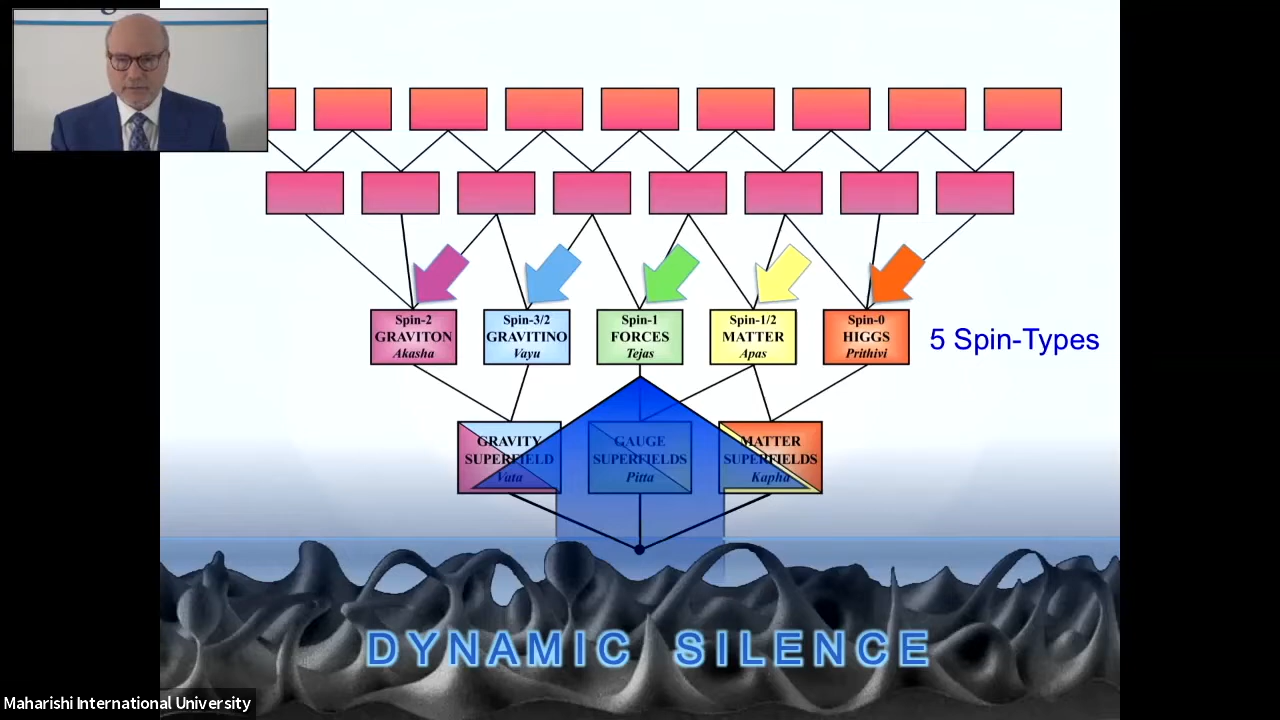 Spin-2
GRAVITON
Akasha
Spin-3/2
GRAVITINO
Vayu
Spin-1
FORCES
Tejas
Spin-1/2
MATTER
Apas
Spin-0
HIGGS
Prithivi
5 Spin-Types
GRAVITY
SUPERFIELD
Vata
GAUGE
SUPERFIELDS
Pitta
MATTER
SUPERFIELDS
Kapha
DYNAMIC SILENCE
Maharishi International University